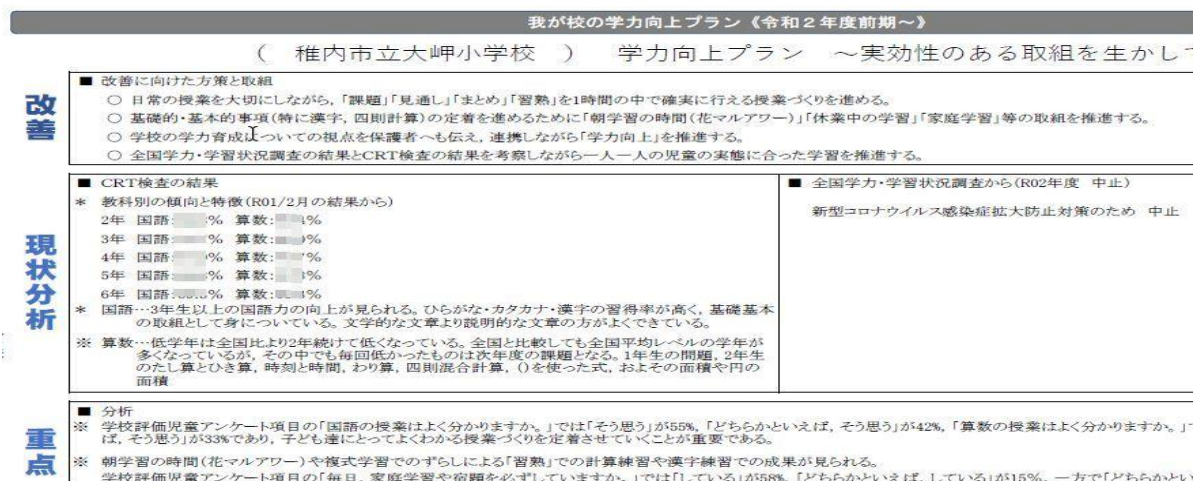 我が校の学力向上プラン《令和２年度前期～》
（　稚内市立大岬小学校　）　学力向上プラン　～実効性のある取組を生かして
改善
■ 改善に向けた方策と取組
○ 日常の授業を大切にしながら，「課題」「見通し」「まとめ」「習熟」を1時間の中で確実に行える授業づくりを進める。
○ 基礎的・基本的事項（特に漢字，四則計算）の定着を進めるために「朝学習の時間（花マルアワー）」「休業中の学習」「家庭学習」等の取組を推進する。
○ 学校の学力育成についての視点を保護者へも伝え，連携しながら「学力向上」を推進する。
○ 全国学力・学習状況調査の結果とCRT検査の結果を考察しながら一人一人の児童の実態に合った学習を推進する。
現状分析
■ CRT検査の結果
＊ 教科別の傾向と特徴（R01/2月の結果から）
2年 国語： % 算数： %
3年 国語： % 算数： %
4年 国語： % 算数： %
5年 国語： % 算数： %
6年 国語： % 算数： %
＊ 国語…3年生以上の国語力の向上が見られる。ひらがな・カタカナ・漢字の習得率が高く，基礎基本
の取組として身についている。文学的な文章より説明的な文章の方がよくできている。
※ 算数…低学年は全国比より2年続けて低くなっている。全国と比較しても全国平均レベルの学年が
多くなっているが，その中でも毎回低かったものは次年度の課題となる。1年生の問題，2年生
のたし算とひき算，時刻と時間，わり算，四則混合計算，（）を使った式，およその面積や円の
面積
■ 全国学力・学習状況調査から（R02年度 中止）
新型コロナウイルス感染症拡大防止対策のため 中止
重点
■ 分析
※ 学校評価児童アンケート項目の「国語の授業はよく分かりますか。」では「そう思う」が55%，「どちらかといえば，そう思う」が42%，「算数の授業はよく分かりますか。」で
ば，そう思う」が33%であり，子ども達にとってよくわかる授業づくりを定着させていくことが重要である。
※ 朝学習の時間（花マルアワー）や複式学習でのずらしによる「習熟」での計算練習や漢字練習での成果が見られる。
学校評価児童アンケート項目の「毎日，家庭学習や宿題を必ずしていますか。」では「している」が58%，「どちらかといえば，している」が15%，一方で「どちらかとい